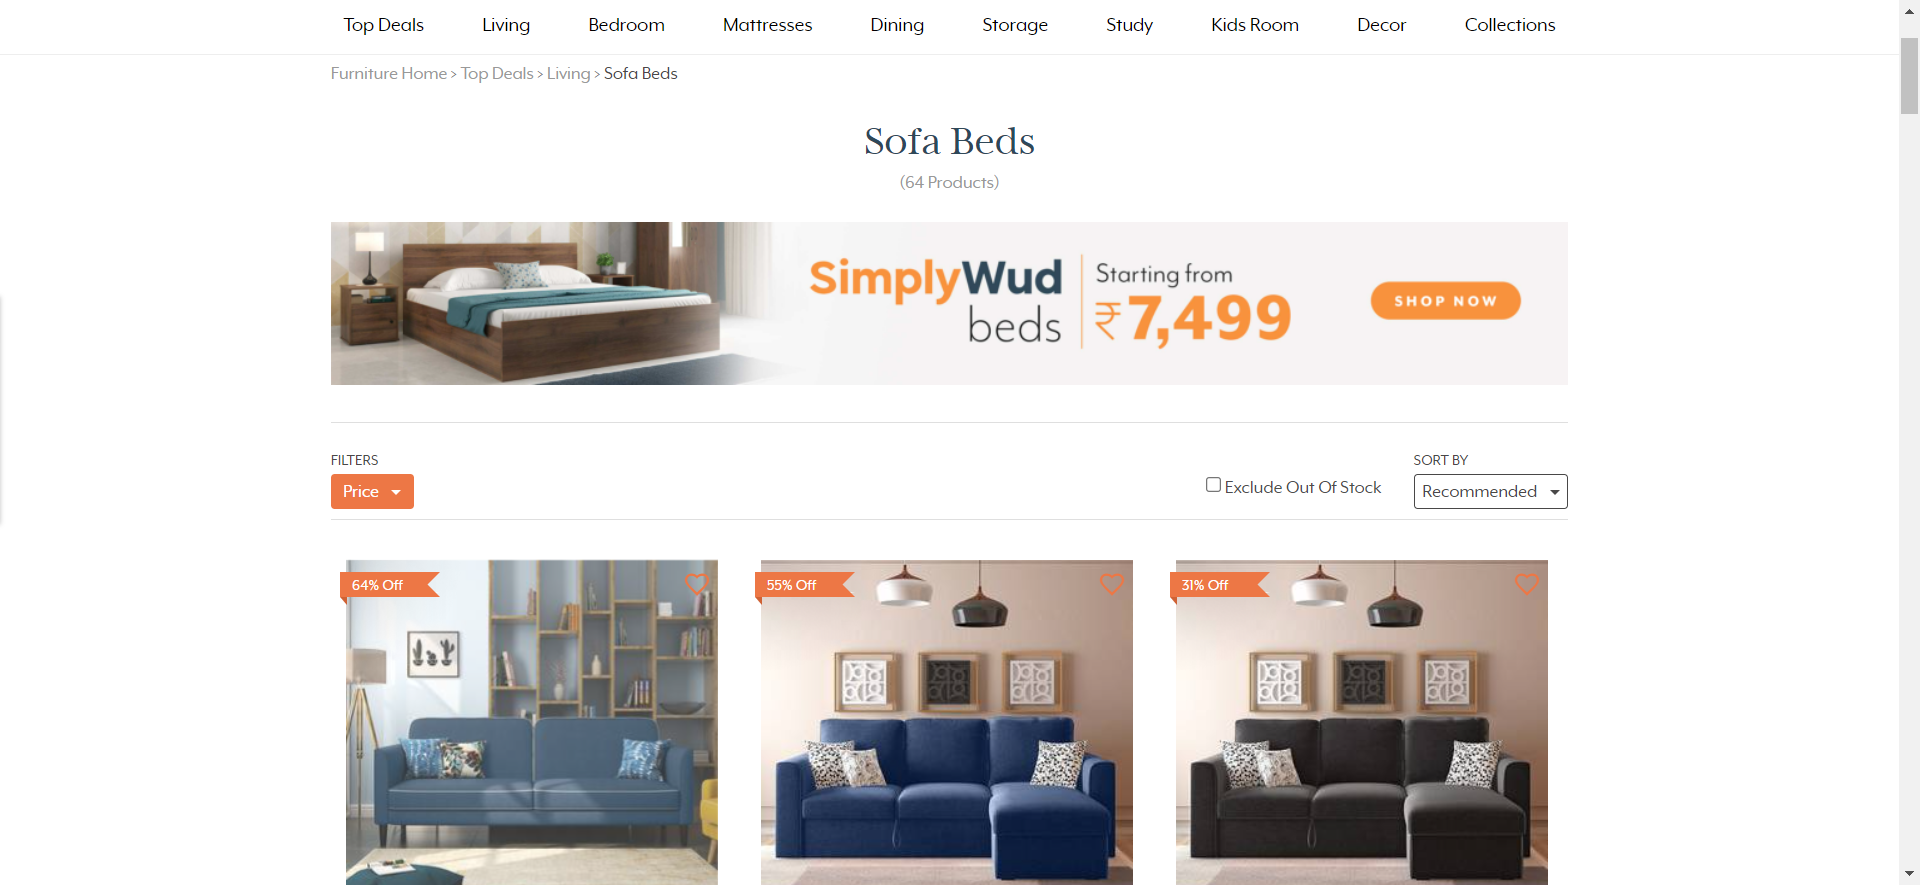 Top Deals Living Bedroom Mattresses Dining Storage Study Kids Room Decor Collections
Furniture Home > Top Deals > Living > Sofa Beds
Sofa Beds
(64 Products)
SimplyWud
beds
Starting from
₹7,499
SHOP NOW
FILTERS
Price
Exclude Out Of Stock
SORT BY
Recommended
64% Off
55% Off
31% Off